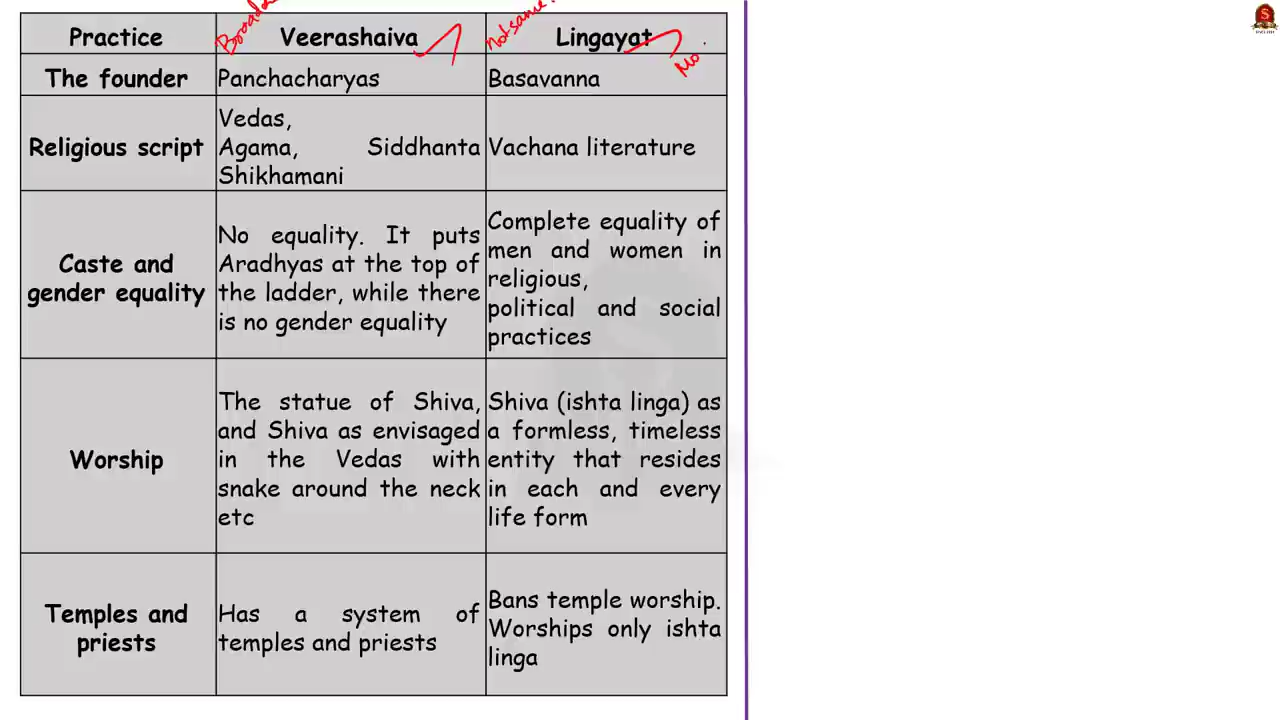 Broade
not same
Mo
Practice Veerashaiva Lingayat
The founder Panchacharyas Basavanna
Religious script
Vedas,
Agama, Siddhanta
Shikhamani
Vachana literature
Caste and
gender equality
No equality. It puts
Aradhyas at the top of
the ladder, while there
is no gender equality
Complete equality of
men and women in
religious,
political and social
practices
Worship
The statue of Shiva,
and Shiva as envisaged
in the Vedas with
snake around the neck
etc
Shiva (ishta linga) as
a formless, timeless
entity that resides
in each and every
life form
Temples and
priests
Has a system of
temples and priests
Bans temple worship.
Worships only ishta
linga